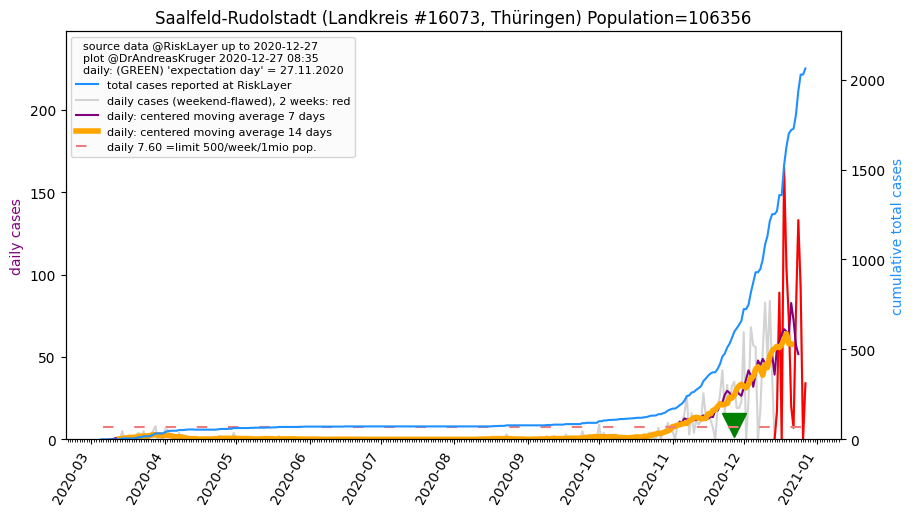 Saalfeld-Rudolstadt (Landkreis #16073, Thüringen) Population=106356
source data @RiskLayer up to 2020-12-27
plot @DrAndreasKruger 2020-12-27 08:35
daily: (GREEN) 'expectation day' = 27.11.2020
total cases reported at RiskLayer
daily cases (weekend-flawed), 2 weeks: red
daily: centered moving average 7 days
daily: centered moving average 14 days
daily 7.60 =limit 500/week/1mio pop.
daily cases
200
150
100
50
0
cumulative total cases
2000
1500
1000
500
0
2020-03
2020-04
2020-05
2020-06
2020-07
2020-08
2020-09
2020-10
2020-11
2020-12
2021-01